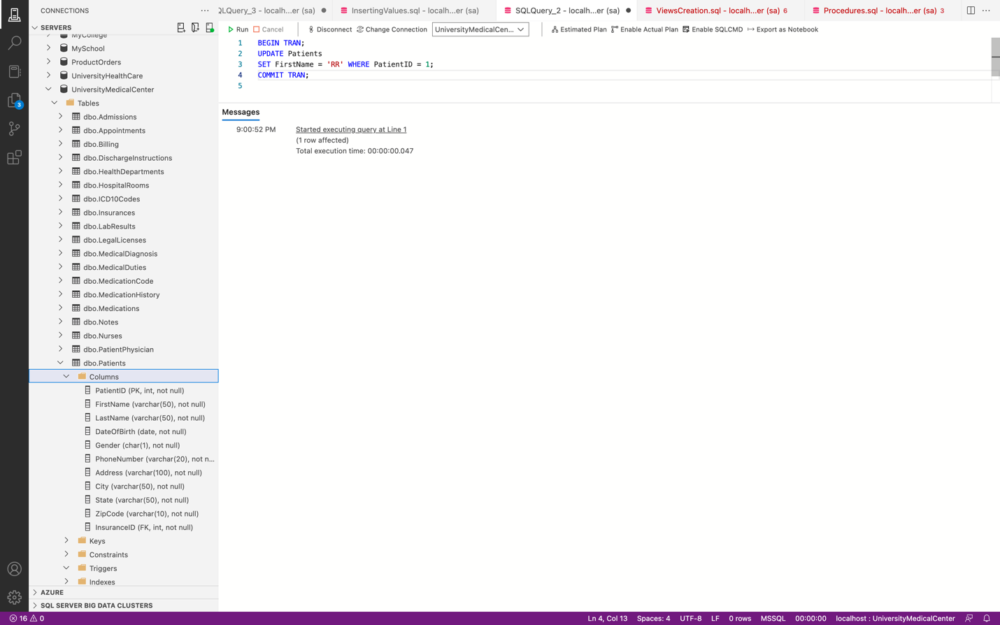 CONNECTIONS
SERVERS
MyCollege
MySchool
ProductOrders
UniversityHealthCare
UniversityMedicalCenter
Tables
dbo.Admissions
dbo.Appointments
dbo.Billing
dbo.DischargeInstructions
dbo.HealthDepartments
dbo.HospitalRooms
dbo.ICD10Codes
dbo.Insurances
dbo.LabResults
dbo.LegalLicenses
dbo.MedicalDiagnosis
dbo.MedicalDuties
dbo.MedicationCode
dbo.MedicationHistory
dbo.Medications
dbo.Notes
dbo.Nurses
dbo.PatientPhysician
dbo.Patients
Columns
PatientID (PK, int, not null)
FirstName (varchar(50), not null)
LastName (varchar(50), not null)
DateOfBirth (date, not null)
Gender (char(1), not null)
PhoneNumber (varchar(20), not n...
Address (varchar(100), not null)
City (varchar(50), not null)
State (varchar(50), not null)
ZipCode (varchar(10), not null)
InsuranceID (FK, int, not null)
Keys
Constraints
Triggers
Indexes
AZURE
SQL SERVER BIG DATA CLUSTERS
3
QLQuery_3 - localh...er (sa) InsertingValues.sql - localh...er (sa) SQLQuery_2 - localh...er (sa) ViewsCreation.sql - localh...er (sa) 6 Procedures.sql - localh...er (sa) 3
Run Cancel Disconnect Change Connection UniversityMedicalCen... Estimated Plan Enable Actual Plan Enable SQLCMD Export as Notebook
1 BEGIN TRAN;
2 UPDATE Patients
3 SET FirstName = 'RR' WHERE PatientID = 1;
4 COMMIT TRAN;
5
Messages
9:00:52 PM Started executing query at Line 1
(1 row affected)
Total execution time: 00:00:00.047
16 0 Ln 4, Col 13 Spaces: 4 UTF-8 LF 0 rows MSSQL 00:00:00 localhost : UniversityMedicalCenter